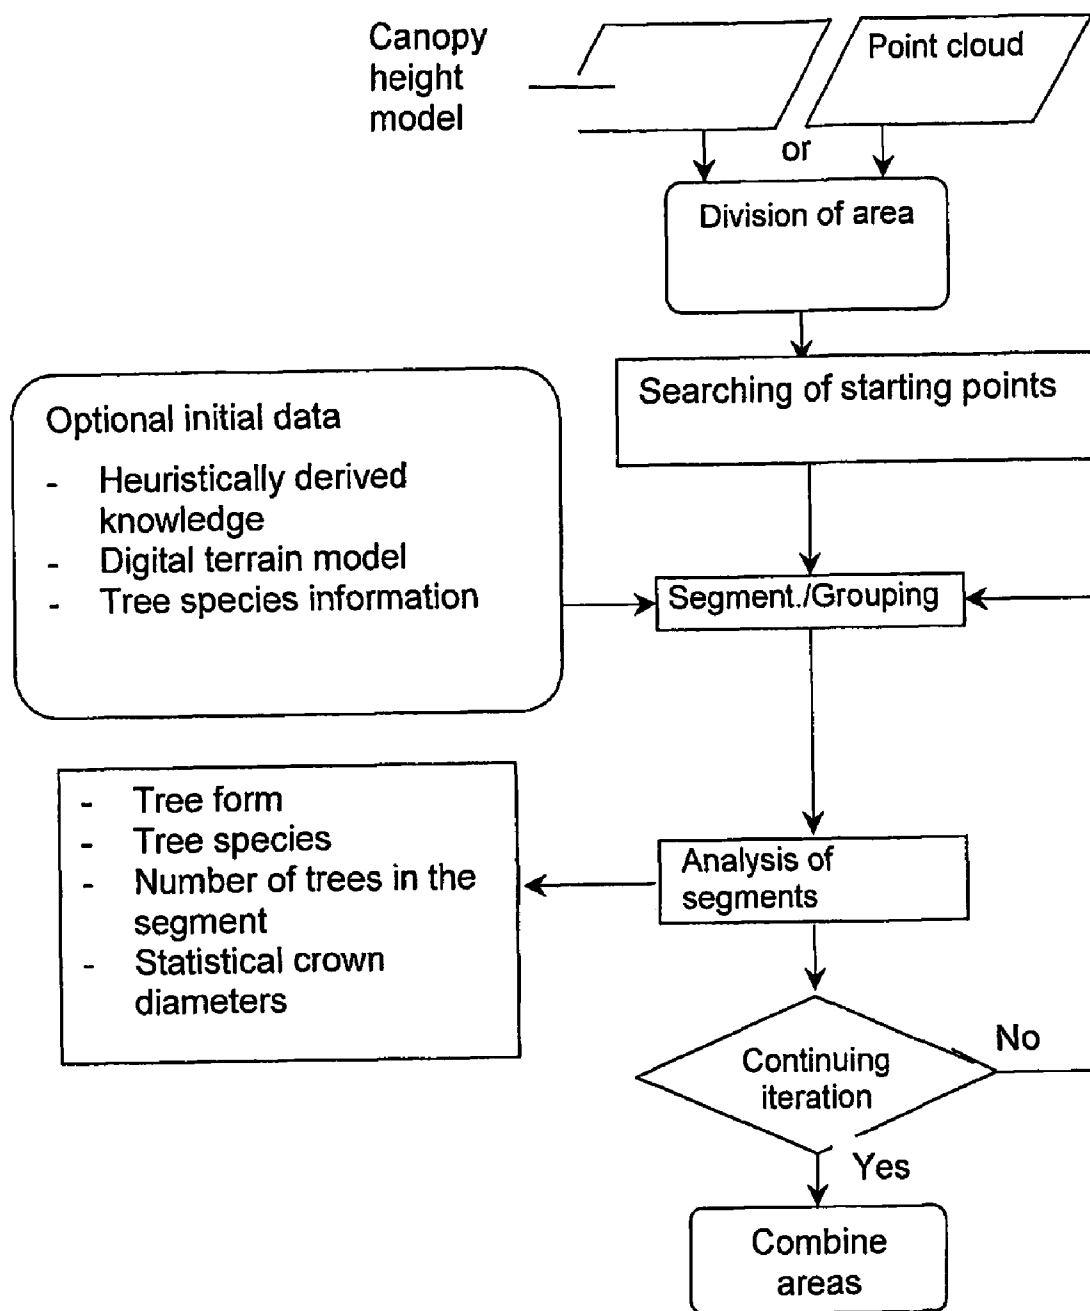 Canopy
height
model
Point cloud
or
Division of area
Searching of starting points
Optional initial data
- Heuristically derived
knowledge
- Digital terrain model
- Tree species information
Segment./Grouping
- Tree form
- Tree species
- Number of trees in the
segment
- Statistical crown
diameters
Analysis of
segments
Continuing
iteration
No
Yes
Combine
areas